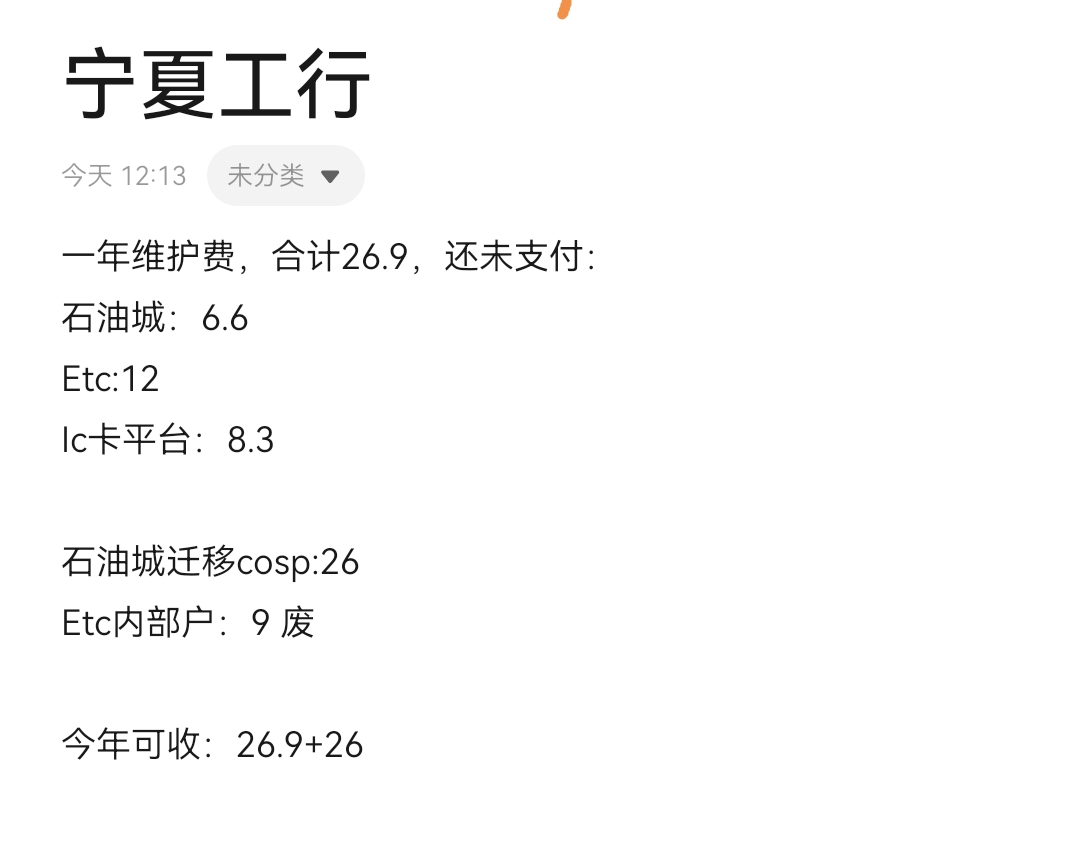 宁夏工行
今天 12:13 未分类
一年维护费，合计26.9，还未支付：
石油城：6.6
Etc:12
Ic卡平台：8.3
石油城迁移cosp:26
Etc内部户：9 废
今年可收：26.9+26